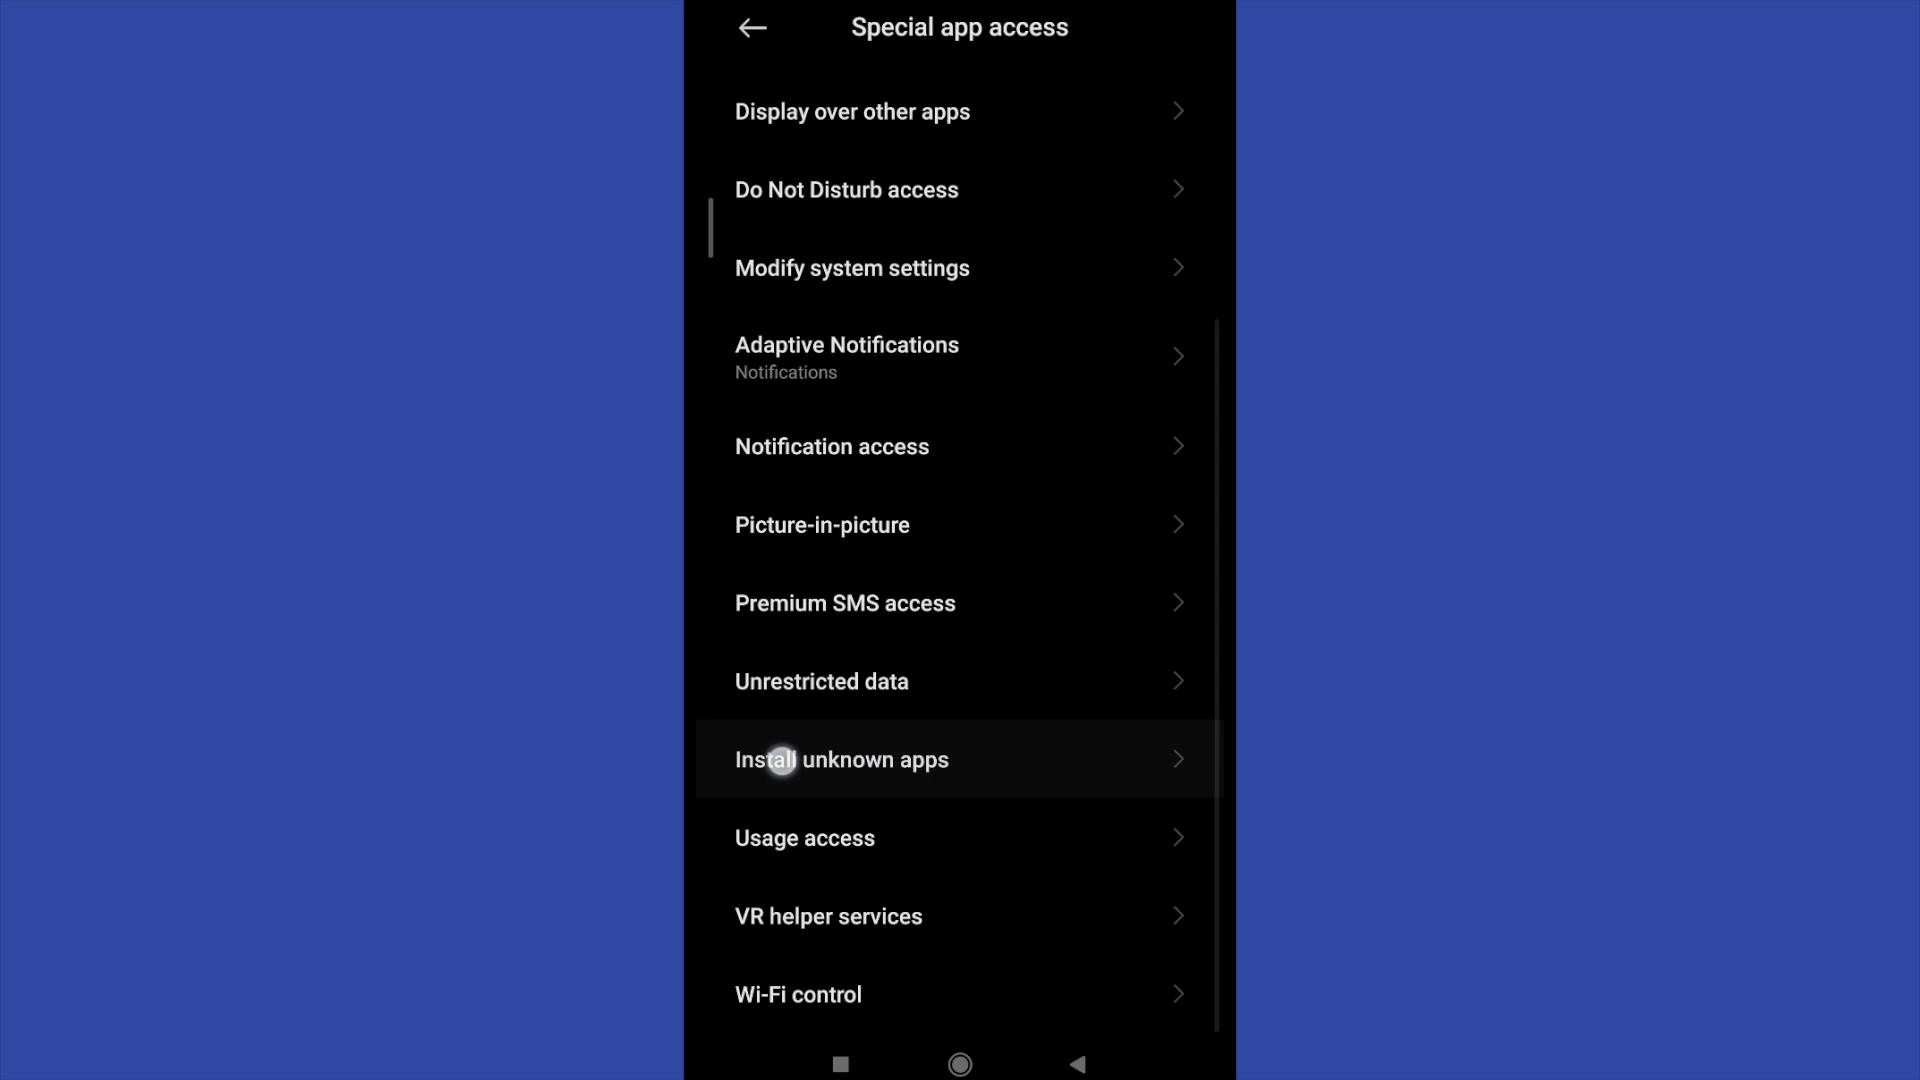 Special app access
Display over other apps
Do Not Disturb access
Modify system settings
Adaptive Notifications
Notifications
Notification access
Picture-in-picture
Premium SMS access
Unrestricted data
Install unknown apps
Usage access
VR helper services
Wi-Fi control